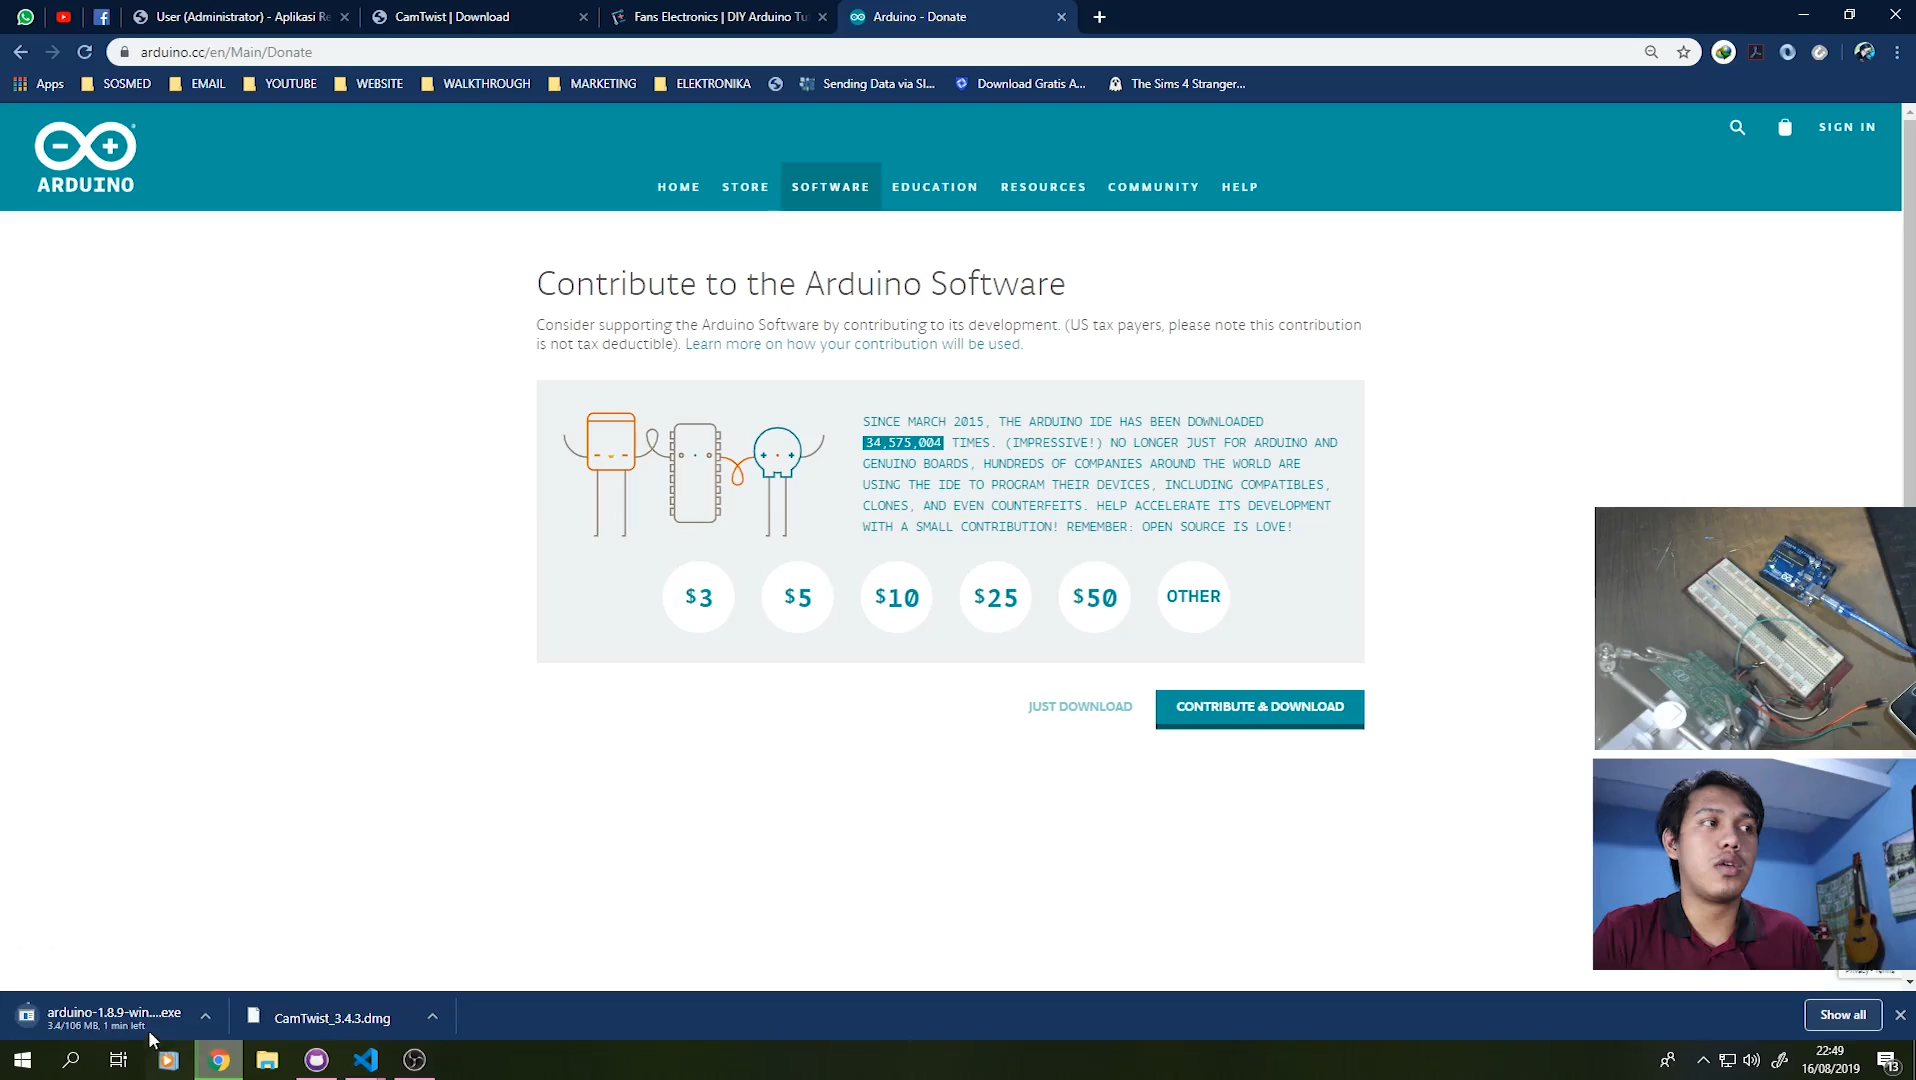 User (Administrator) - Aplikasi Re
CamTwist | Download
Fans Electronics | DIY Arduino Tu
Arduino - Donate
arduino.cc/en/Main/Donate
Apps
SOSMED
EMAIL
YOUTUBE
WEBSITE
WALKTHROUGH
MARKETING
ELEKTRONIKA
Sending Data via SI...
Download Gratis A...
The Sims 4 Stranger...
ARDUINO
SIGN IN
HOME
STORE
SOFTWARE
EDUCATION
RESOURCES
COMMUNITY
HELP
Contribute to the Arduino Software
Consider supporting the Arduino Software by contributing to its development. (US tax payers, please note this contribution
is not tax deductible). Learn more on how your contribution will be used.
SINCE MARCH 2015, THE ARDUINO IDE HAS BEEN DOWNLOADED
34,575,004 TIMES. (IMPRESSIVE!) NO LONGER JUST FOR ARDUINO AND
GENUINO BOARDS, HUNDREDS OF COMPANIES AROUND THE WORLD ARE
USING THE IDE TO PROGRAM THEIR DEVICES, INCLUDING COMPATIBLES,
CLONES, AND EVEN COUNTERFEITS. HELP ACCELERATE ITS DEVELOPMENT
WITH A SMALL CONTRIBUTION! REMEMBER: OPEN SOURCE IS LOVE!
$3
$5
$10
$25
$50
OTHER
JUST DOWNLOAD
CONTRIBUTE & DOWNLOAD
arduino-1.8.9-win....exe
3.4/106 MB, 1 min left
CamTwist_3.4.3.dmg
Show all
22:49
16/08/2019
13